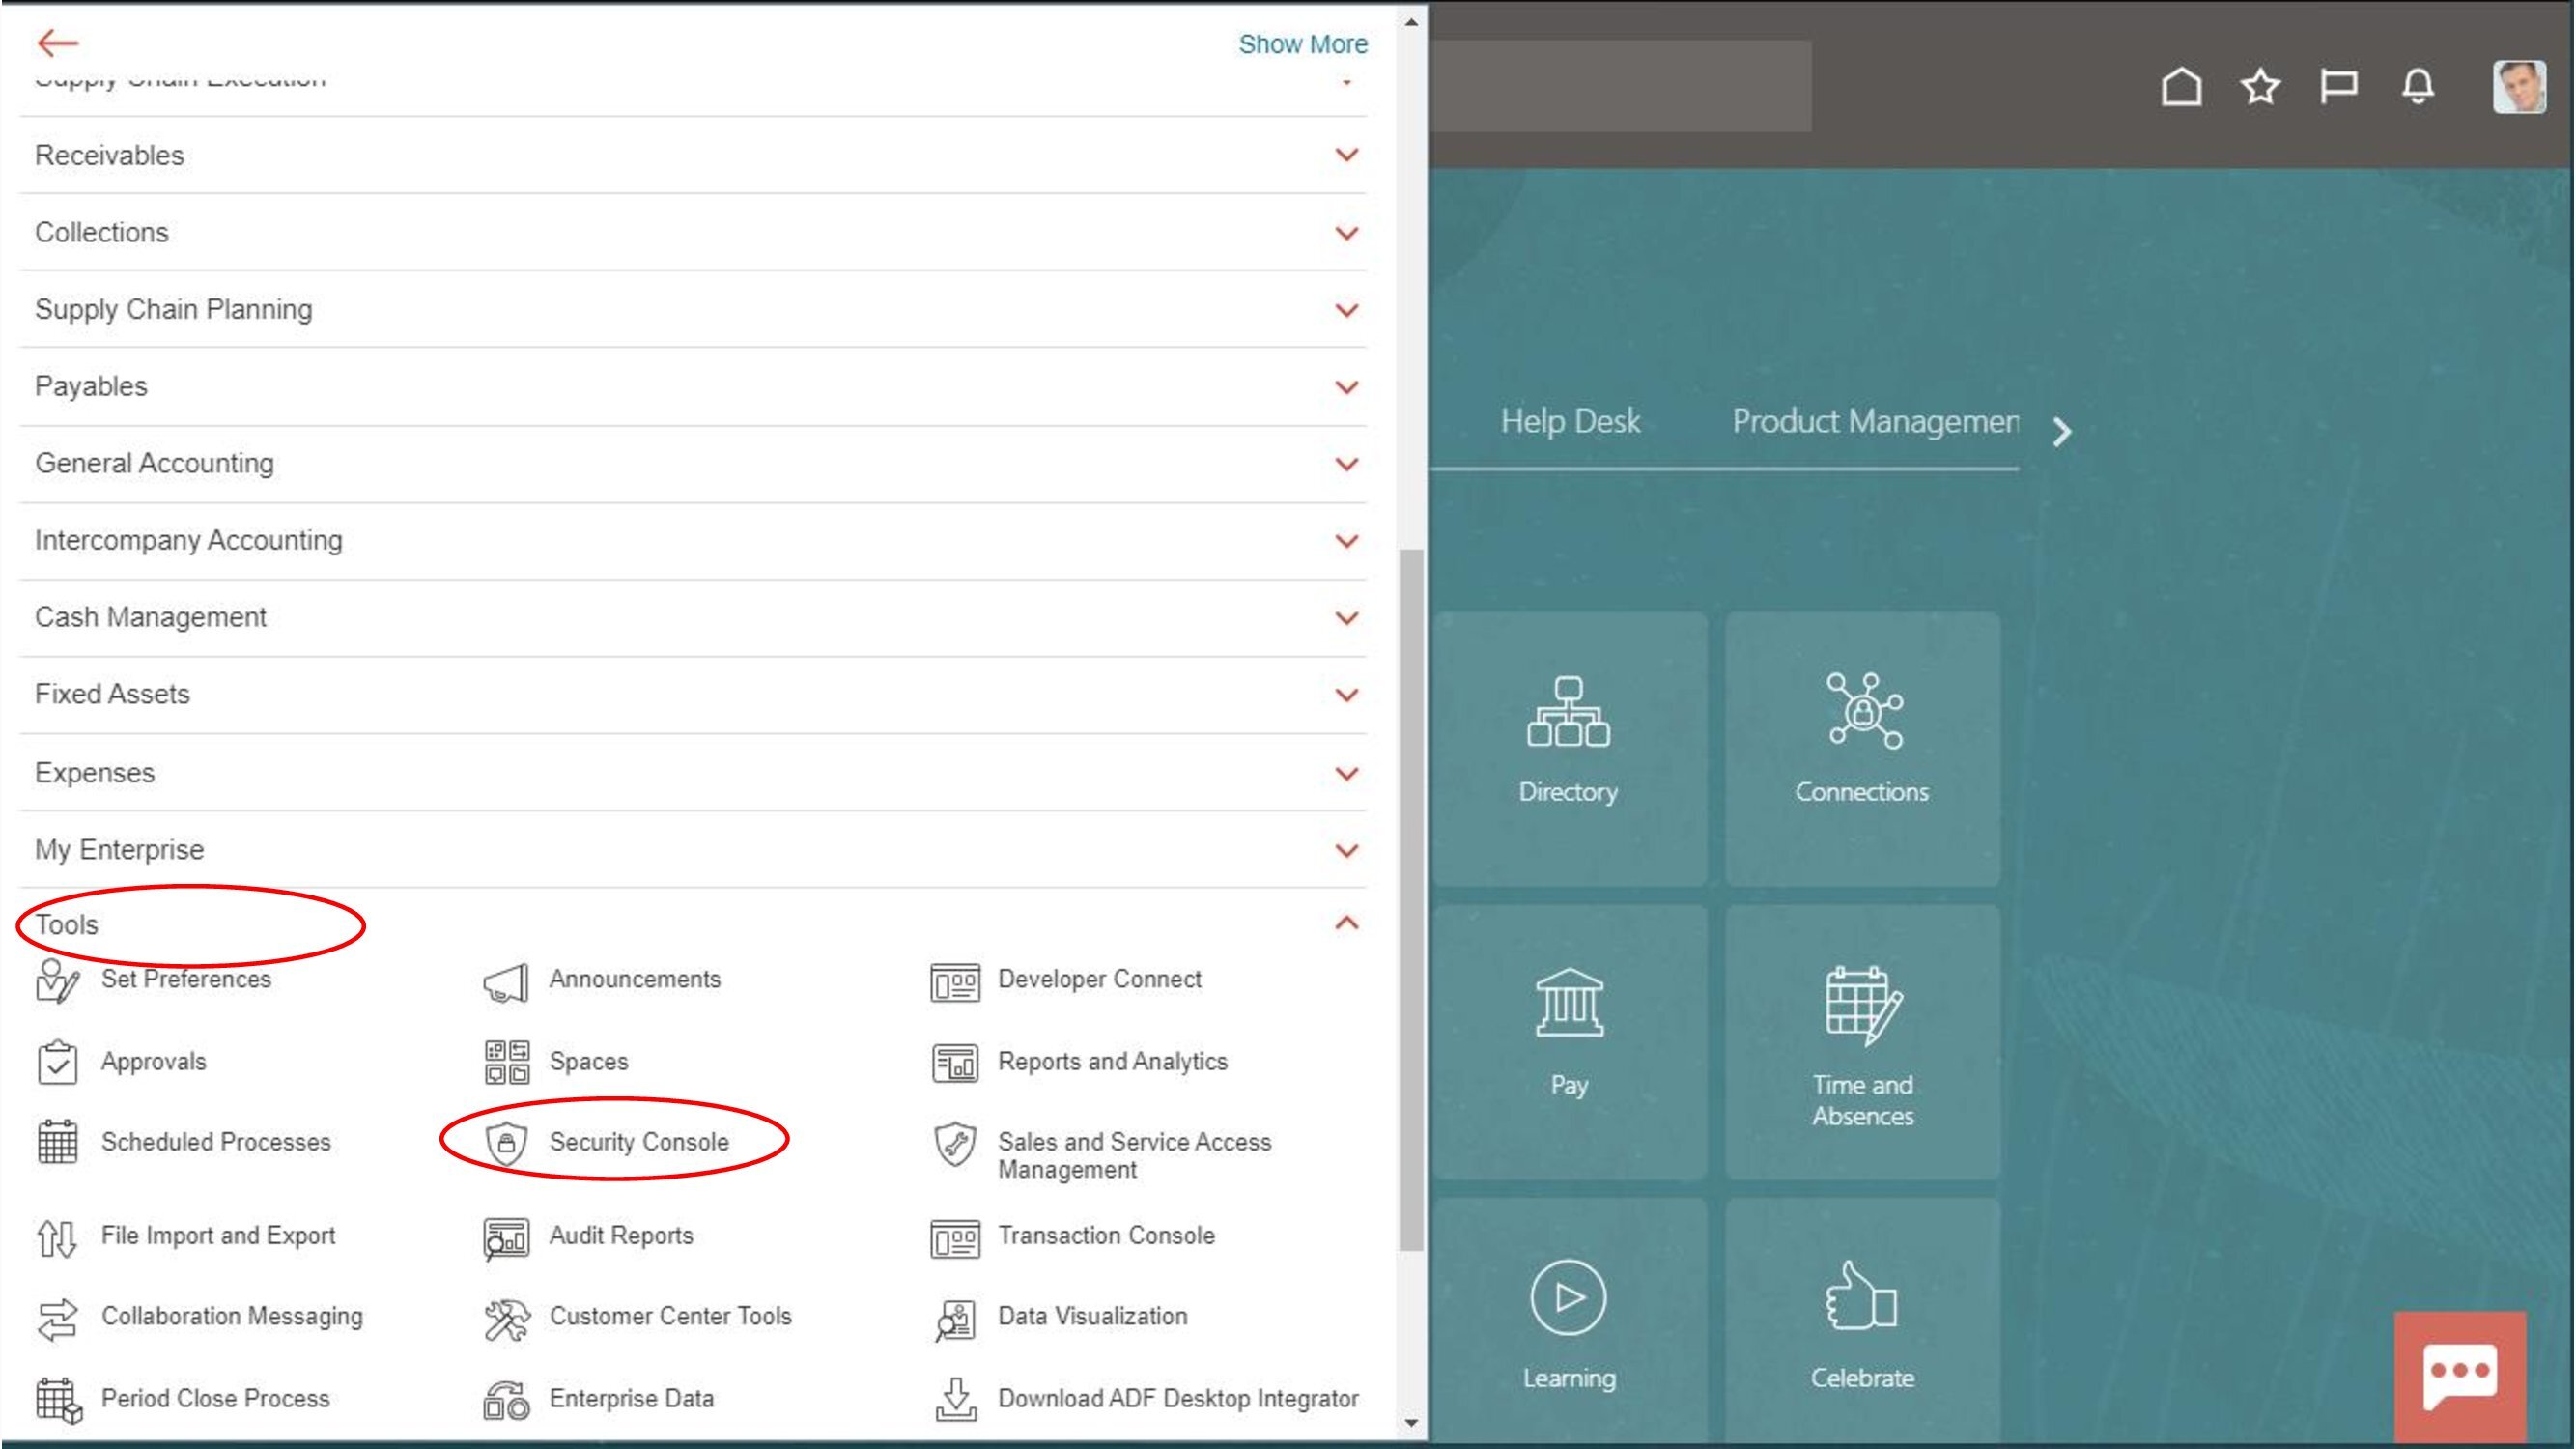 Show More
Supply Chain Execution
Receivables
Collections
Supply Chain Planning
Payables
General Accounting
Intercompany Accounting
Cash Management
Fixed Assets
Expenses
My Enterprise
Tools
Set Preferences
Announcements
Developer Connect
Approvals
Spaces
Reports and Analytics
Scheduled Processes
Security Console
Sales and Service Access
Management
File Import and Export
Audit Reports
Transaction Console
Collaboration Messaging
Customer Center Tools
Data Visualization
Period Close Process
Enterprise Data
Download ADF Desktop Integrator
Help Desk
Product Managemen
Directory
Connections
Pay
Time and
Absences
Learning
Celebrate